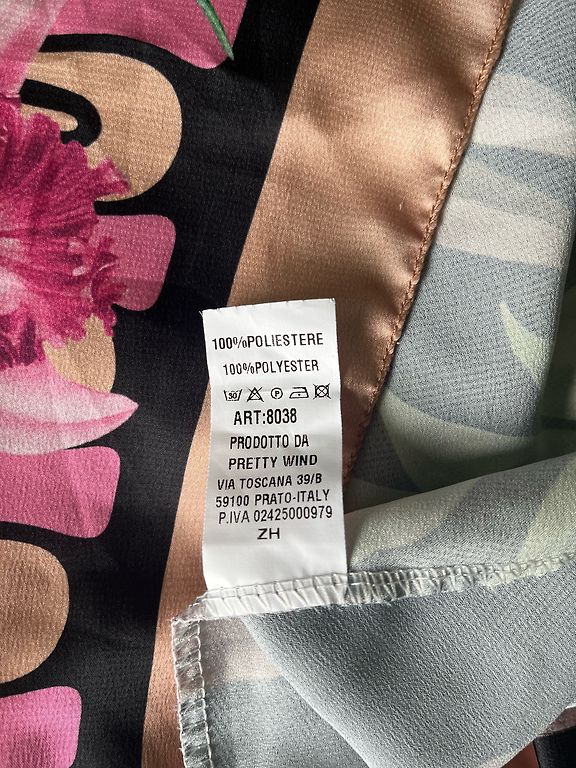 100%POLIESTERE
100%POLYESTER
30 P
ART:8038
PRODOTTO DA
PRETTY WIND
VIA TOSCANA 39/B
59100 PRATO-ITALY
P.IVA 02425000979
ZH